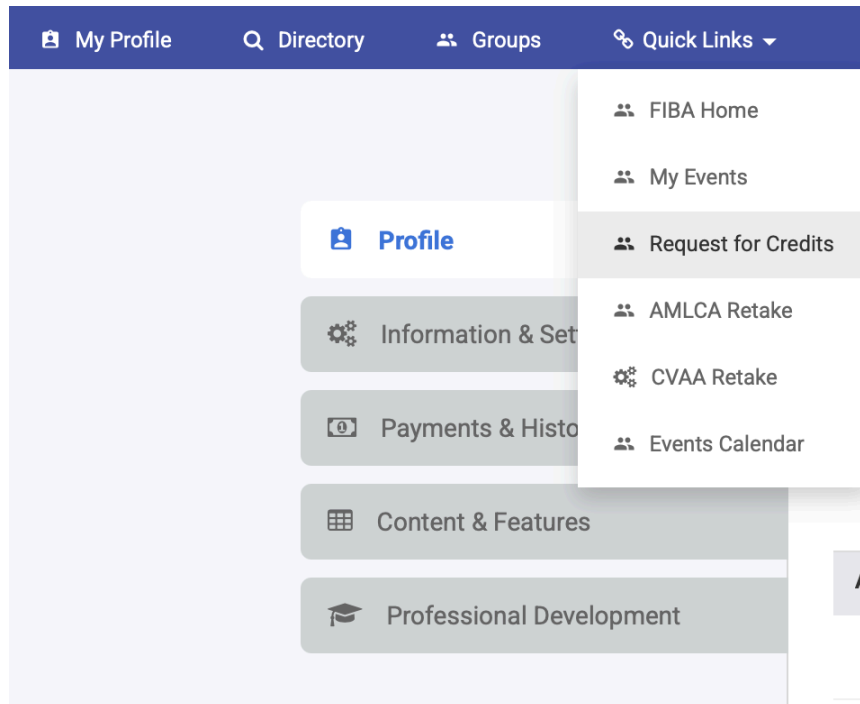 My Profile
Directory
Groups
Quick Links
FIBA Home
My Events
Request for Credits
AMLCA Retake
CVAA Retake
Events Calendar
Profile
Information & Set
Payments & Histo
Content & Features
Professional Development